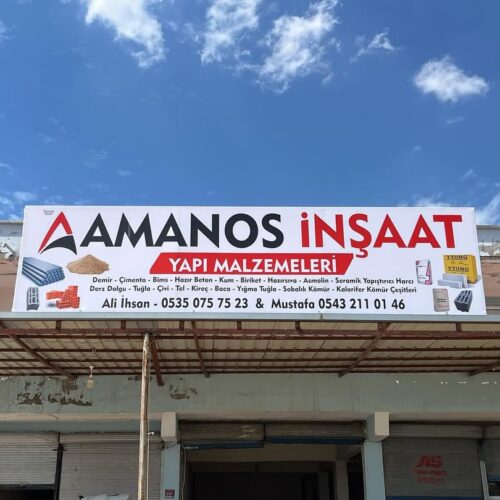 AMANOS İNŞAAT
YAPI MALZEMELERİ
Demir - Çimento - Bims - Hazır Beton - Kum - Biriket - Hazırsıva - Asmolin - Seramik Yapıştırıcı Harcı
Derz Dolgu - Tuğla - Çivi - Tel - Kireç - Baca - Yığma Tuğla - Sobalık Kömür - Kalorifer Kömür Çeşitleri
Ali İhsan - 0535 075 75 23 & Mustafa 0543 211 01 46
YTONG
YTONG